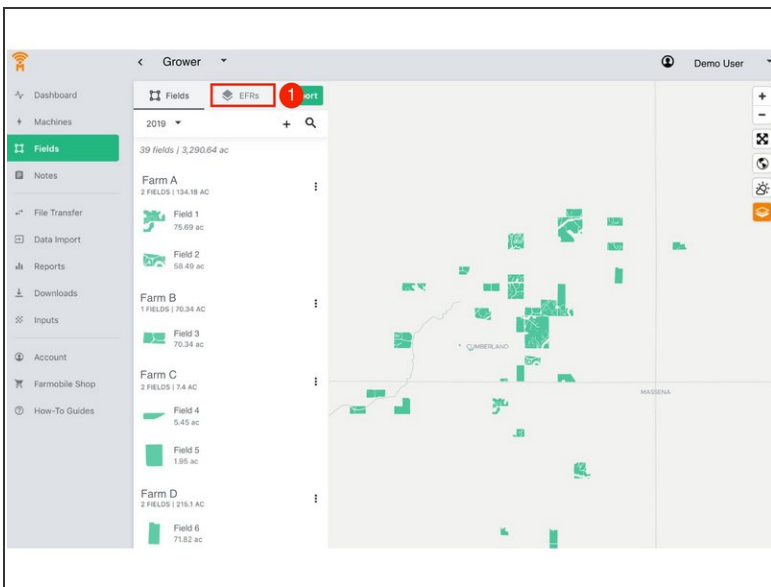 Grower
Demo User
Dashboard
Machines
Fields
Notes
File Transfer
Data Import
Reports
Downloads
Inputs
Account
Farmobile Shop
How-To Guides
Fields
EFRs
1
ort
2019
39 fields | 3,290.64 ac
Farm A
2 FIELDS | 134.18 AC
Field 1
75.69 ac
Field 2
58.49 ac
Farm B
1 FIELDS | 70.34 AC
Field 3
70.34 ac
Farm C
2 FIELDS | 7.4 AC
Field 4
5.45 ac
Field 5
1.95 ac
Farm D
2 FIELDS | 215.1 AC
Field 6
71.82 ac
CUMBERLAND
MASSENA